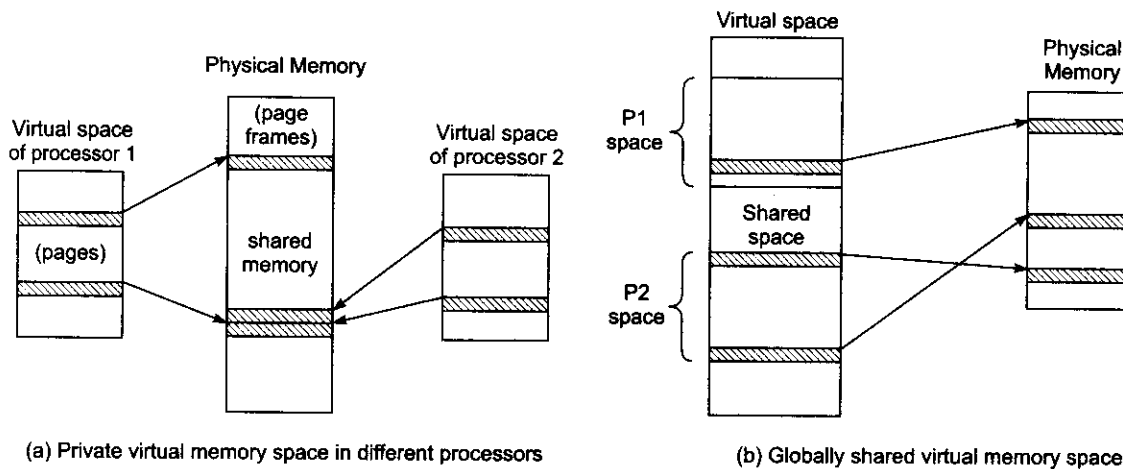 Physical Memory
(page
frames)
Virtual space
of processor 1
(pages)
shared
memory
Virtual space
of processor 2
(a) Private virtual memory space in different processors
Virtual space
P1
space
Shared
space
P2
space
Physical
Memory
(b) Globally shared virtual memory space